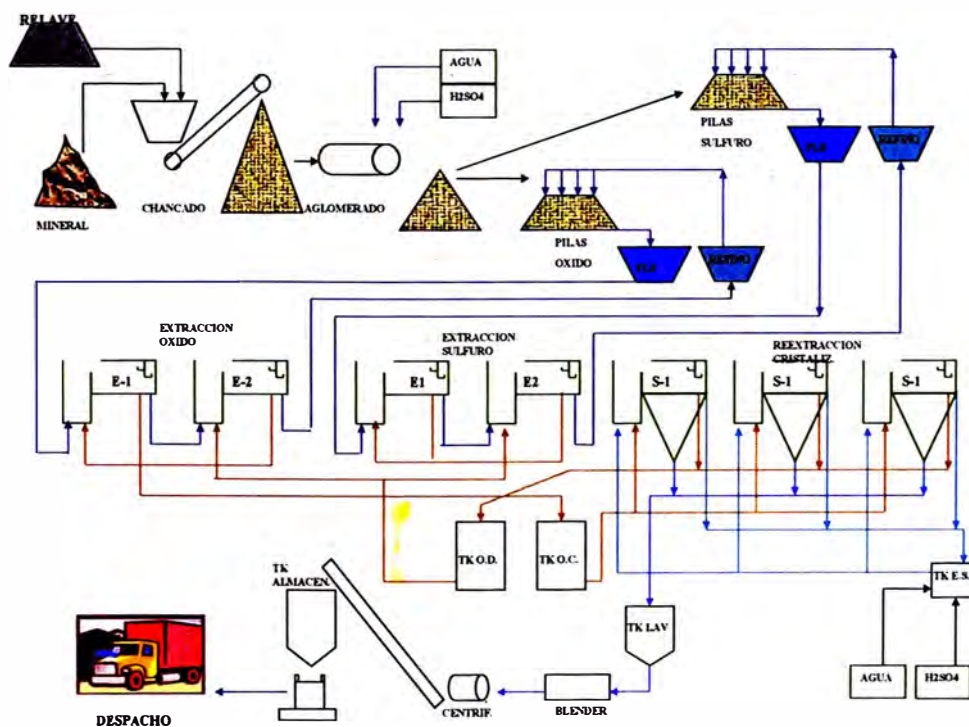 RELAVE
AGUA
H2SO4
MINERAL
CHANCADO
AGLOMERADO
PILAS
SULFURO
PLS
REFINO
PILAS
OXIDO
PLS
REFINO
EXTRACCION
OXIDO
EXTRACCION
SULFURO
REEXTRACCION
CRISTALIZ
E-1
E-2
E1
E2
S-1
S-1
S-1
TK O.D.
TK O.C.
TK E.S.
TK
ALMACEN.
TK LAV
AGUA
H2SO4
CENTRIF.
BLENDER
DESPACHO